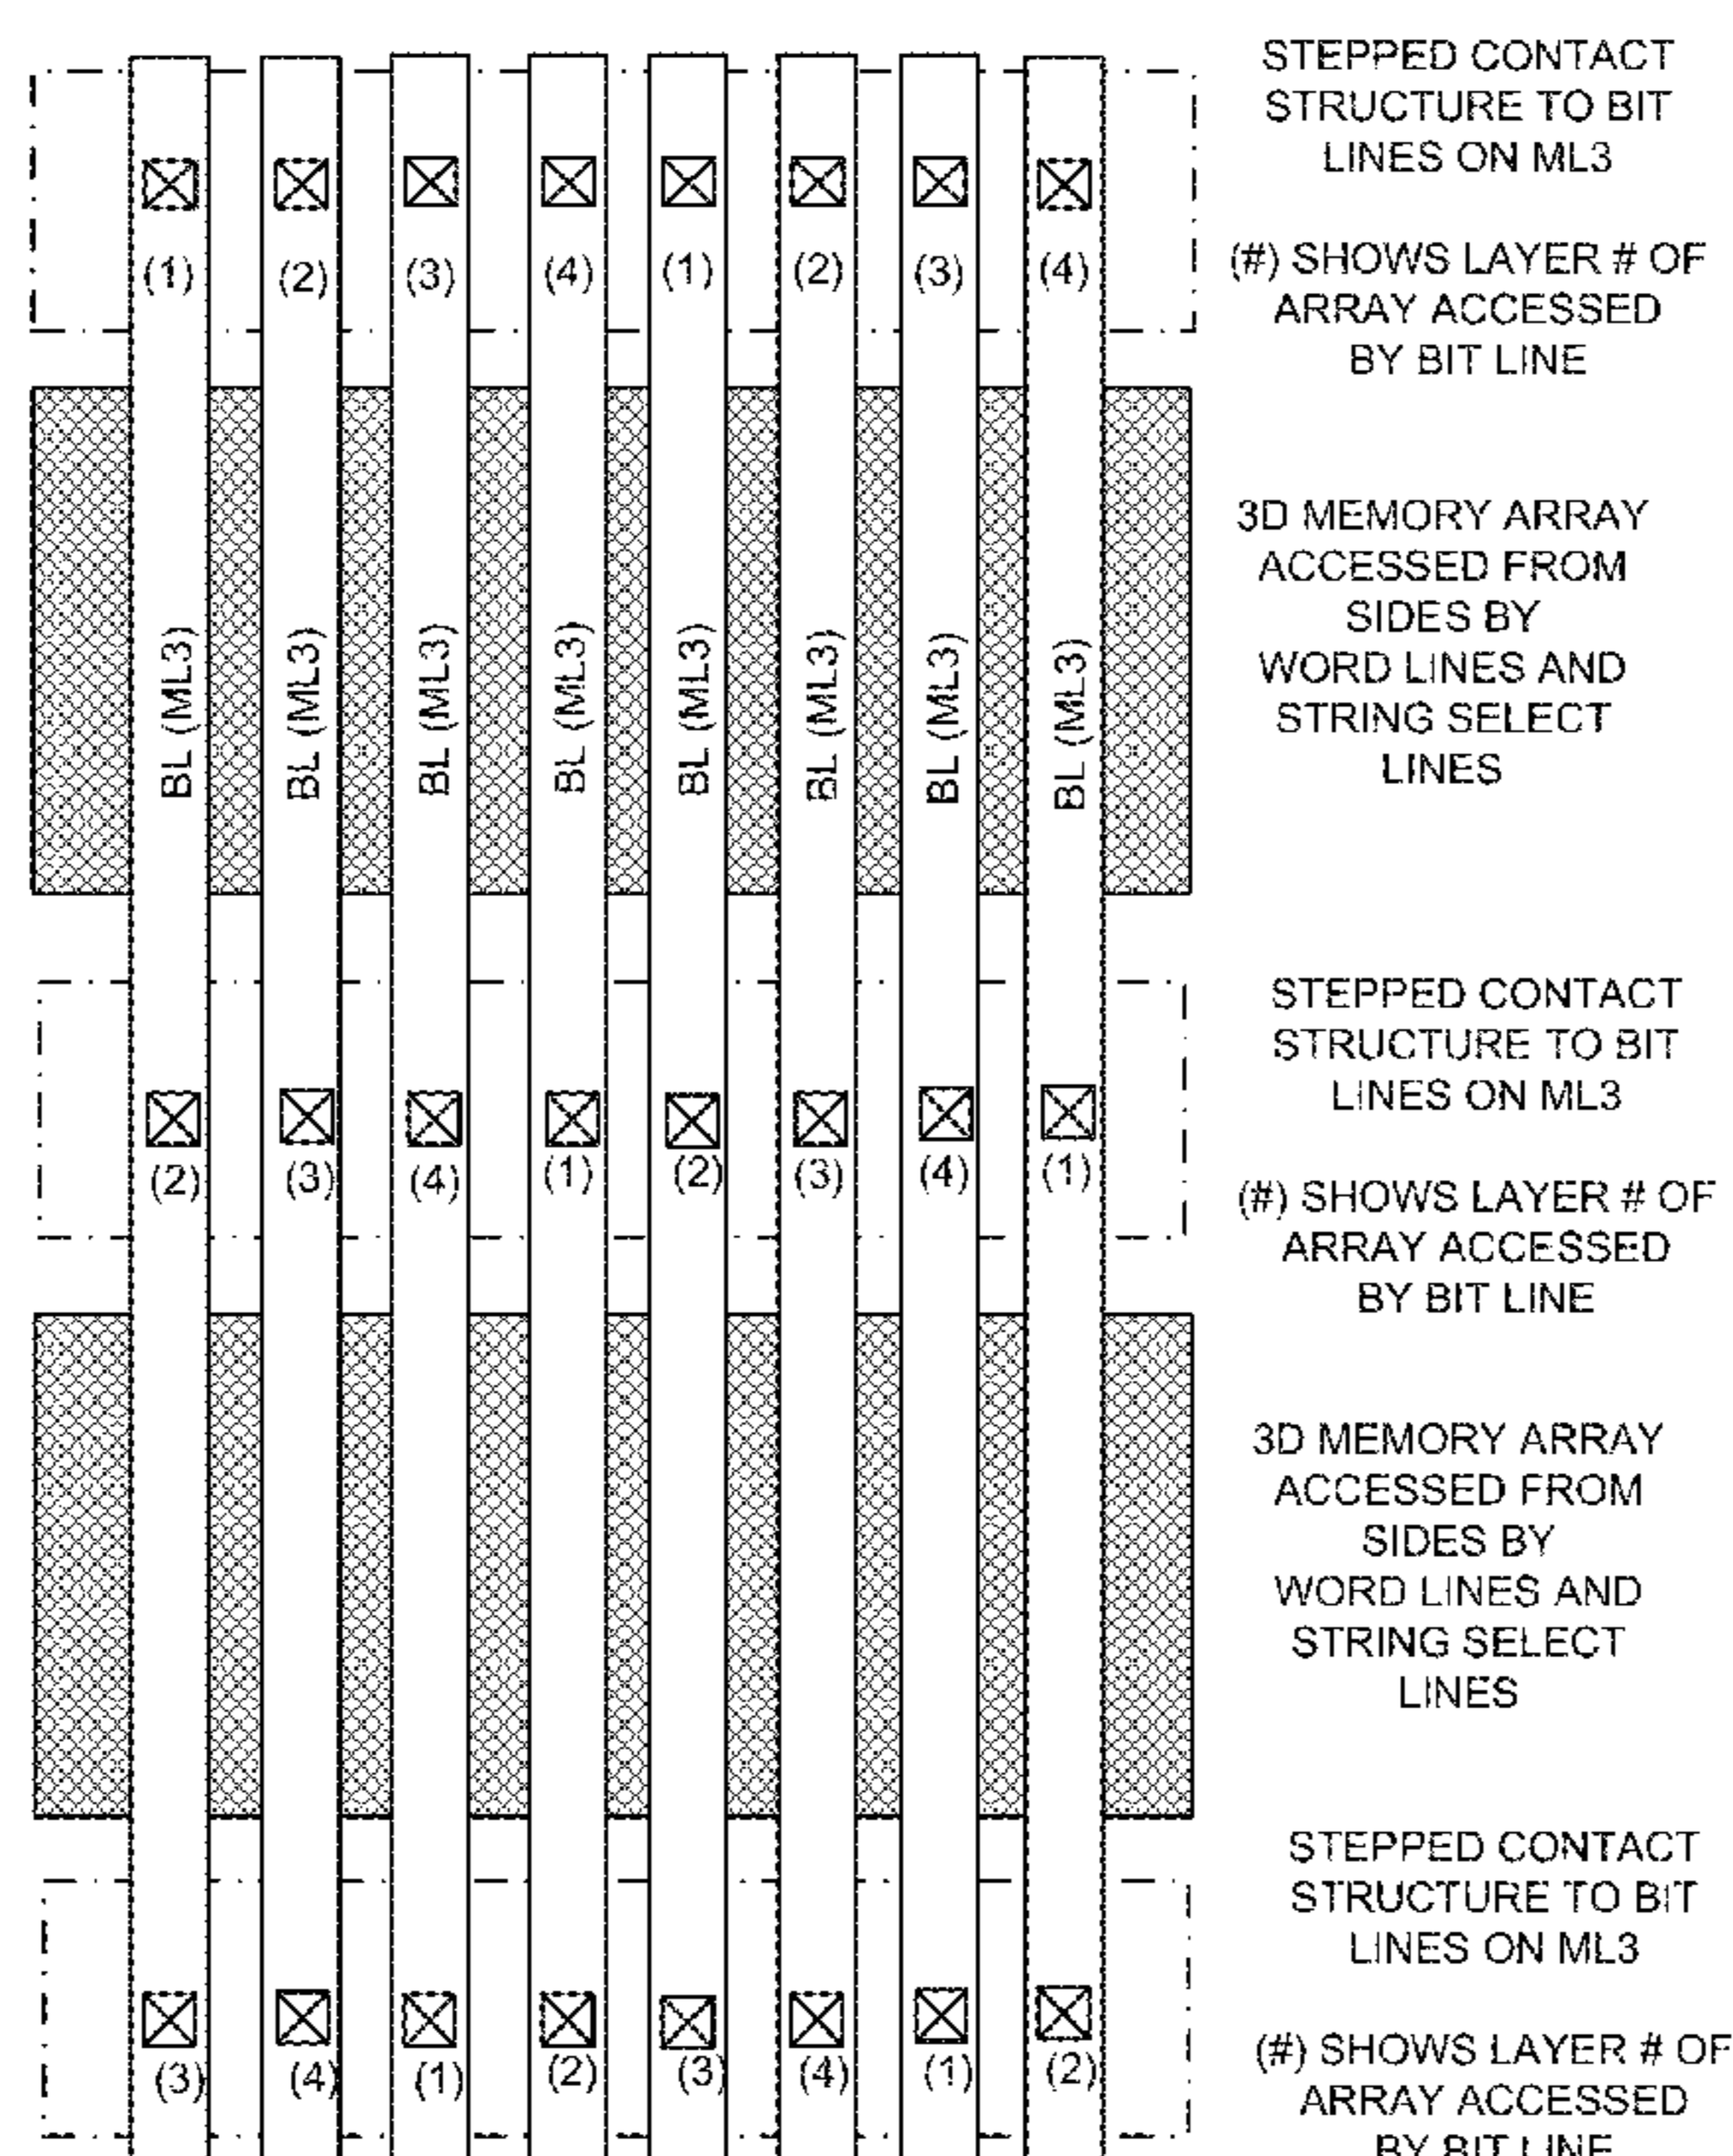 STEPPED CONTACT
STRUCTURE TO BIT
LINES ON ML3
(1) (2) (3) (4) (1) (2) (3) (4)
(#) SHOWS LAYER # OF
ARRAY ACCESSED
BY BIT LINE
3D MEMORY ARRAY
ACCESSED FROM
SIDES BY
WORD LINES AND
STRING SELECT
LINES
BL (ML3)
BL (ML3)
BL (ML3)
BL (ML3)
BL (ML3)
BL (ML3)
BL (ML3)
BL (ML3)
STEPPED CONTACT
STRUCTURE TO BIT
LINES ON ML3
(2) (3) (4) (1) (2) (3) (4) (1)
(#) SHOWS LAYER # OF
ARRAY ACCESSED
BY BIT LINE
3D MEMORY ARRAY
ACCESSED FROM
SIDES BY
WORD LINES AND
STRING SELECT
LINES
STEPPED CONTACT
STRUCTURE TO BIT
LINES ON ML3
(3) (4) (1) (2) (3) (4) (1) (2)
(#) SHOWS LAYER # OF
ARRAY ACCESSED
BY BIT LINE